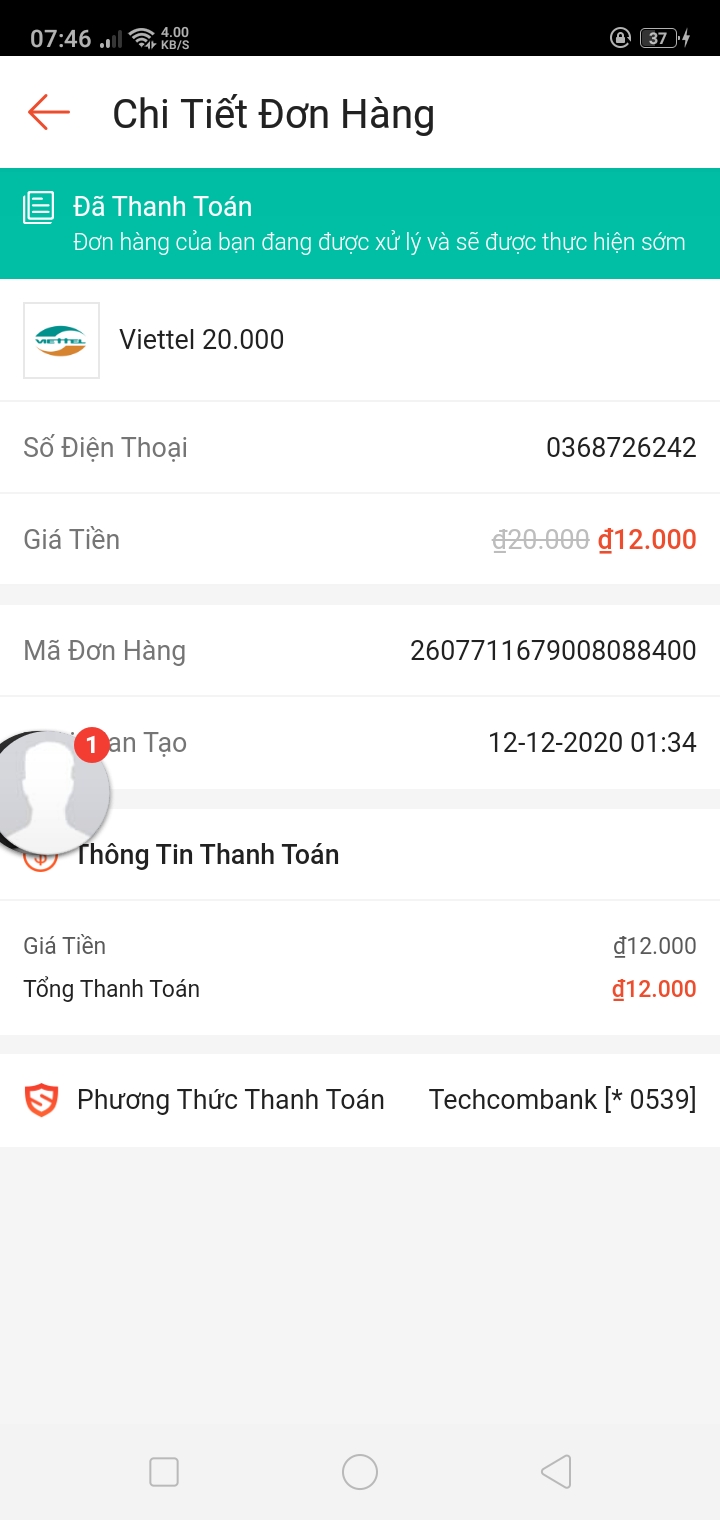 07:46 4.00 KB/S 37
Chi Tiết Đơn Hàng
Đã Thanh Toán
Đơn hàng của bạn đang được xử lý và sẽ được thực hiện sớm
VIETTEL
Viettel 20.000
Số Điện Thoại 0368726242
Giá Tiền ₫20.000 ₫12.000
Mã Đơn Hàng 2607711679008088400
1 an Tạo 12-12-2020 01:34
Thông Tin Thanh Toán
Giá Tiền ₫12.000
Tổng Thanh Toán ₫12.000
Phương Thức Thanh Toán Techcombank [* 0539]